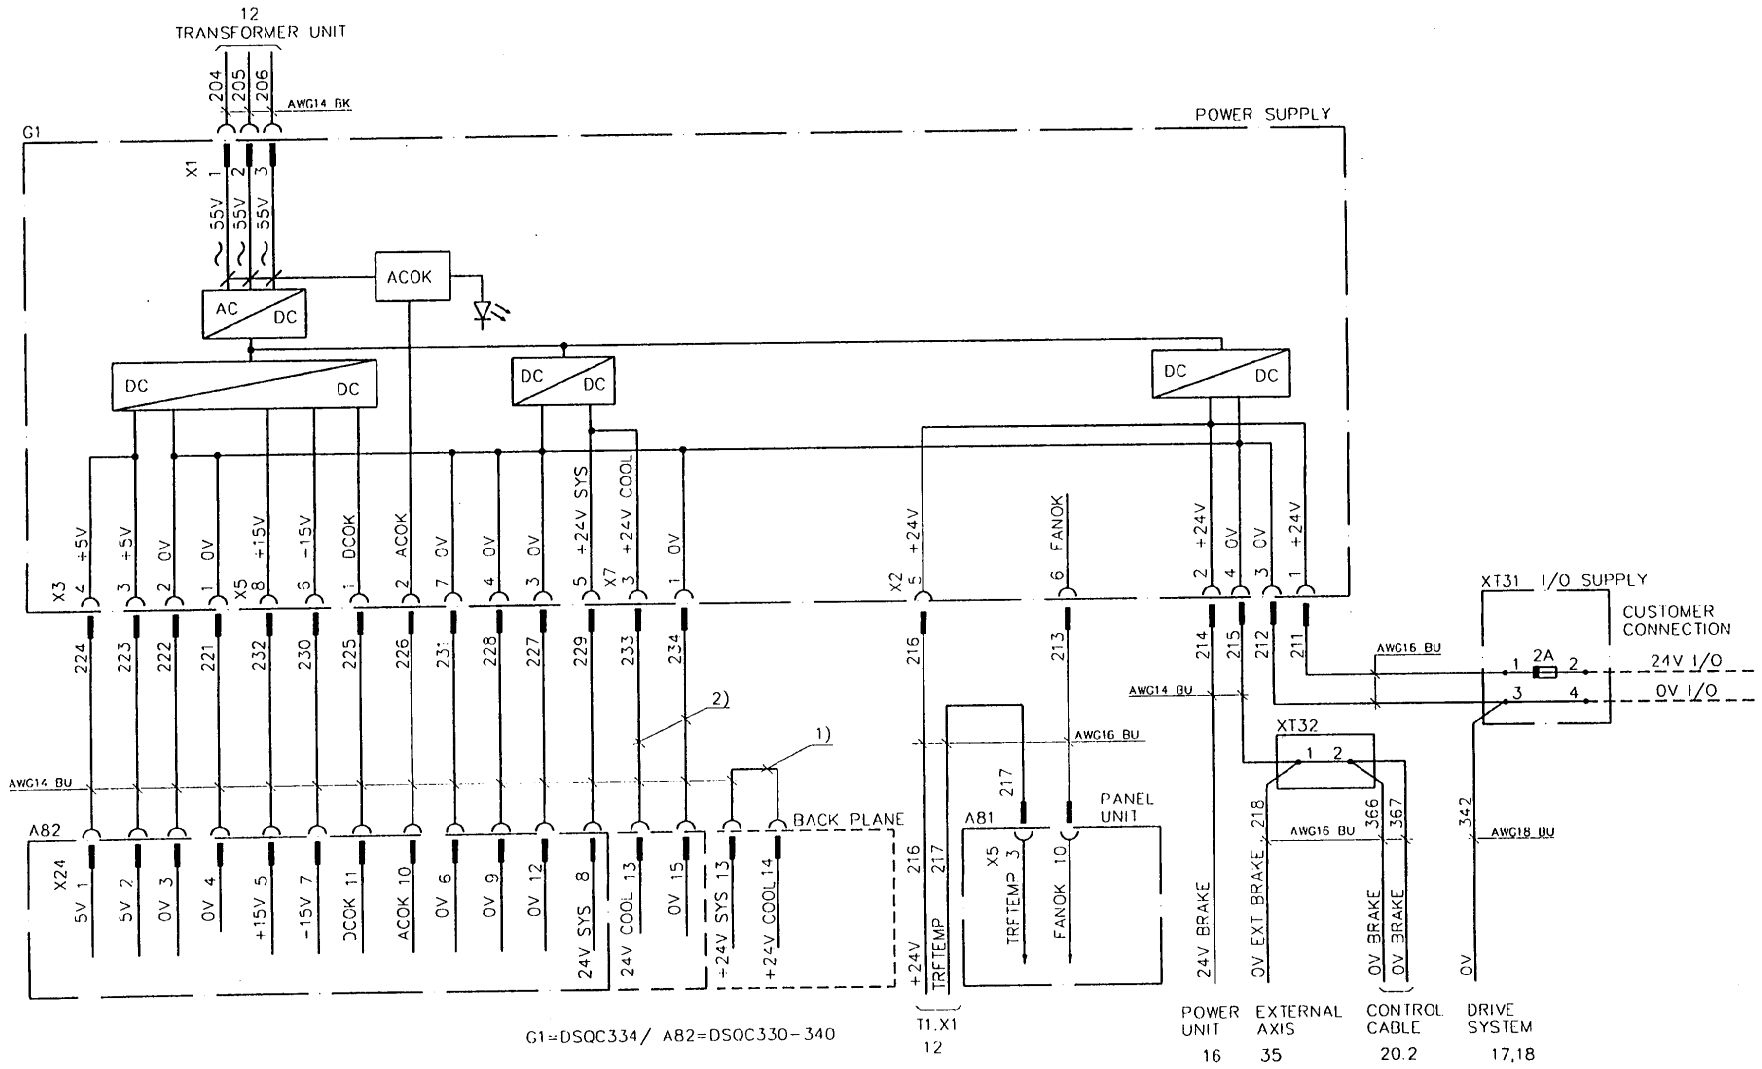 12
TRANSFORMER UNIT
204
205
206
AWG14 BK
G1
POWER SUPPLY
X1
1
2
3
~ 55V
~ 55V
~ 55V
ACOK
AC
DC
DC
DC
DC
DC
DC
DC
X3
4 +5V
3 +5V
2 0V
1 0V
X5
8 +15V
6 -15V
1 DCOK
2 ACOK
7 0V
4 0V
3 0V
5 +24V SYS
X7
3 +24V COOL
1 0V
X2
5 +24V
6 FANOK
2 +24V
4 0V
3 0V
1 +24V
XT31 I/O SUPPLY
CUSTOMER
CONNECTION
224
223
222
221
232
230
225
226
231
228
227
229
233
234
216
213
214
215
212
211
AWG16 BU
1 2A 2
24V I/O
3 4
0V I/O
AWG14 BU
2)
1)
XT32
1 2
AWG16 BU
AWG14 BU
217
A82
BACK PLANE
A81
PANEL
UNIT
218
366
367
342
AWG16 BU
AWG18 BU
X24
5V 1
5V 2
0V 3
0V 4
+15V 5
-15V 7
DCOK 11
ACOK 10
0V 6
0V 9
0V 12
24V SYS 8
24V COOL 13
0V 15
+24V SYS 13
+24V COOL 14
216
217
+24V
TRFTEMP
X5
TRFTEMP 3
FANOK 10
24V BRAKE
0V EXT BRAKE
0V BRAKE
0V BRAKE
0V
G1=DSQC334/ A82=DSQC330-340
T1.X1
12
POWER
UNIT
16
EXTERNAL
AXIS
35
CONTROL
CABLE
20.2
DRIVE
SYSTEM
17,18